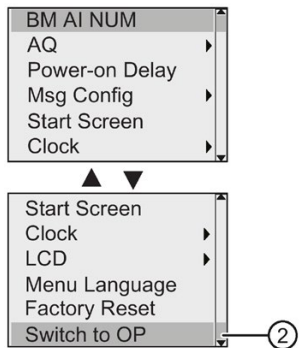 BM AI NUM
AQ
Power-on Delay
Msg Config
Start Screen
Clock
Start Screen
Clock
LCD
Menu Language
Factory Reset
Switch to OP
2